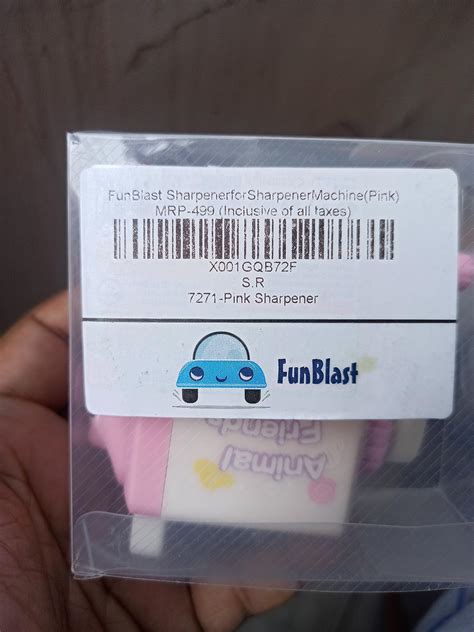 FunBlast SharpenerforSharpenerMachine(Pink)
MRP-499 (Inclusive of all taxes)
X001GQB72F
S.R
7271-Pink Sharpener
FunBlast
Animal
Friends